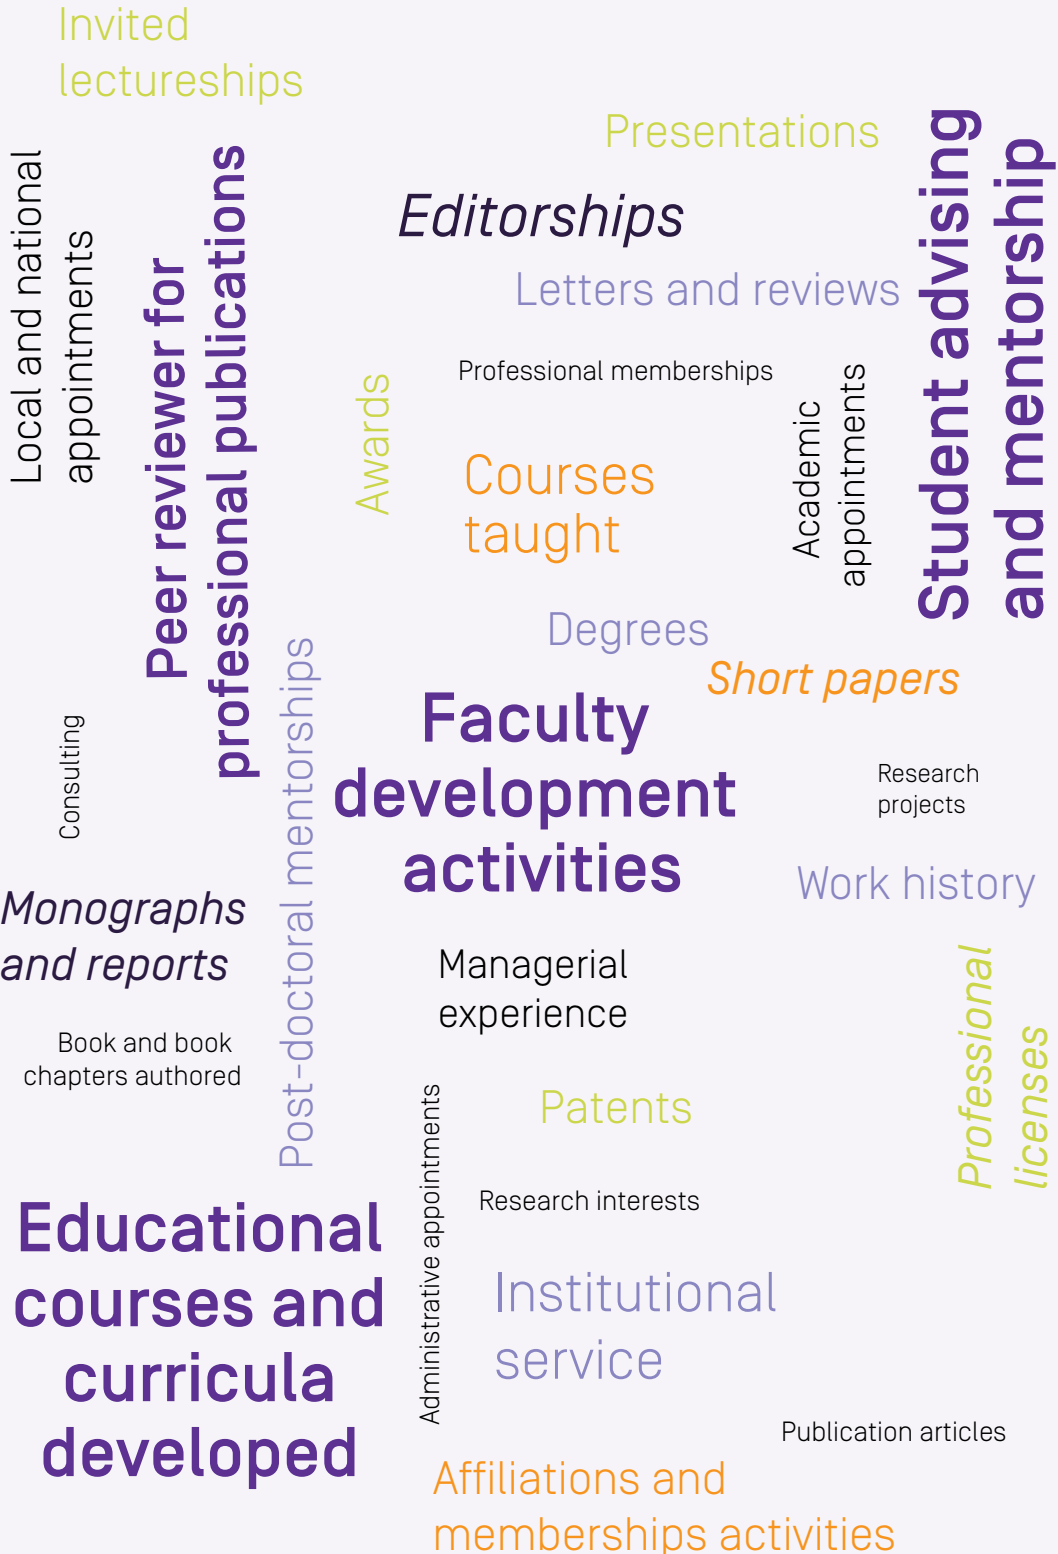 Invited
lectureships
Presentations
Local and national
appointments
Peer reviewer for
professional publications
Editorships
Letters and reviews
Student advising
and mentorship
Professional memberships
Awards
Courses
taught
Academic
appointments
Degrees
Short papers
Post-doctoral mentorships
Faculty
development
activities
Consulting
Research
projects
Work history
Monographs
and reports
Managerial
experience
Professional
licenses
Book and book
chapters authored
Patents
Administrative appointments
Research interests
Educational
courses and
curricula
developed
Institutional
service
Publication articles
Affiliations and
memberships activities